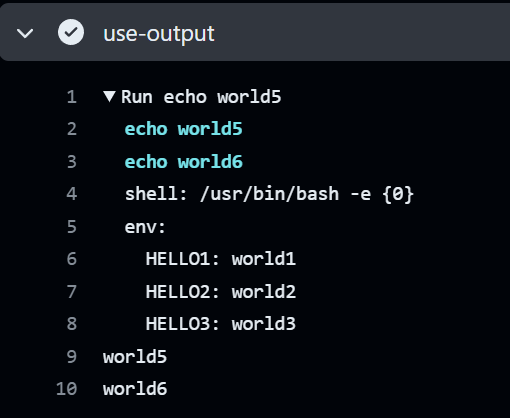 use-output
1 ▼ Run echo world5
2 echo world5
3 echo world6
4 shell: /usr/bin/bash -e {0}
5 env:
6 HELLO1: world1
7 HELLO2: world2
8 HELLO3: world3
9 world5
10 world6